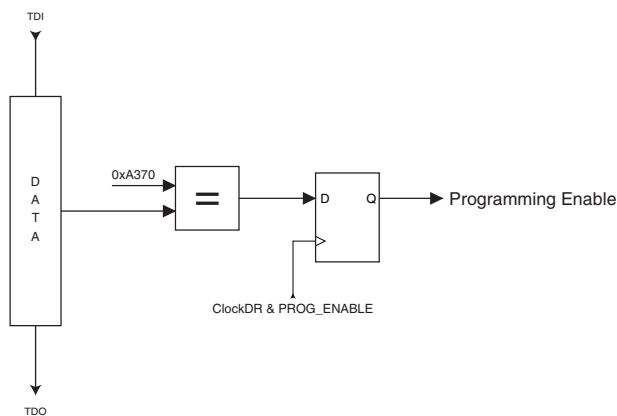 TDI
D
A
T
A
0xA370
=
D Q
Programming Enable
ClockDR & PROG_ENABLE
TDO